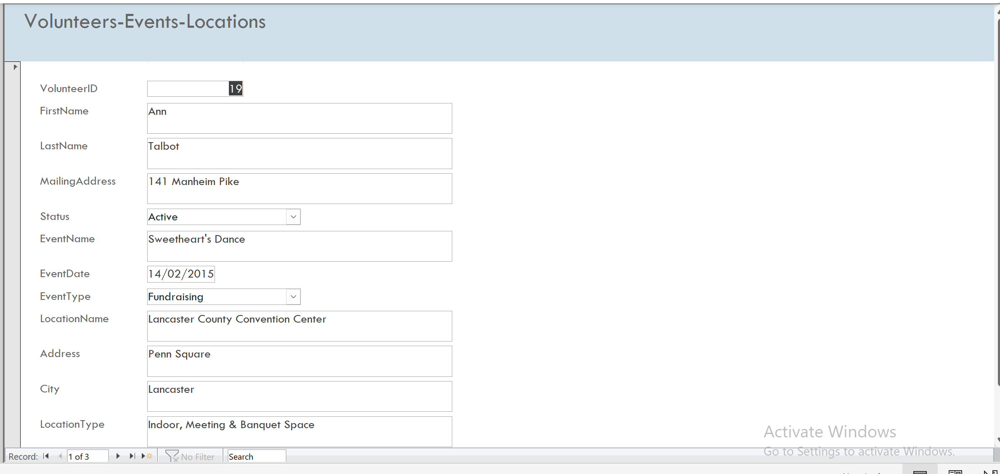 Volunteers-Events-Locations
VolunteerID 19
FirstName Ann
LastName Talbot
MailingAddress 141 Manheim Pike
Status Active
EventName Sweetheart's Dance
EventDate 14/02/2015
EventType Fundraising
LocationName Lancaster County Convention Center
Address Penn Square
City Lancaster
LocationType Indoor, Meeting & Banquet Space
Activate Windows
Go to Settings to activate Windows.
Record: 1 of 3 No Filter Search